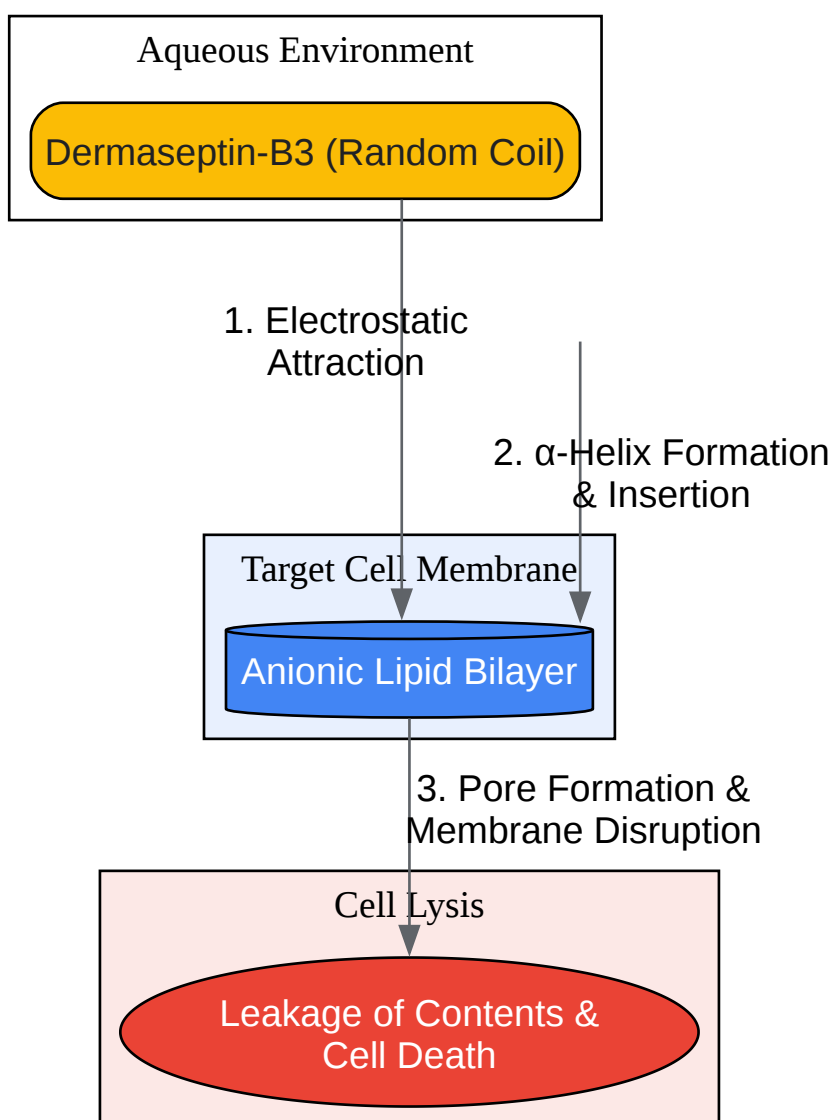 Aqueous Environment
Dermaseptin-B3 (Random Coil)
1. Electrostatic
Attraction
2. α-Helix Formation
& Insertion
Target Cell Membrane
Anionic Lipid Bilayer
3. Pore Formation &
Membrane Disruption
Cell Lysis
Leakage of Contents &
Cell Death